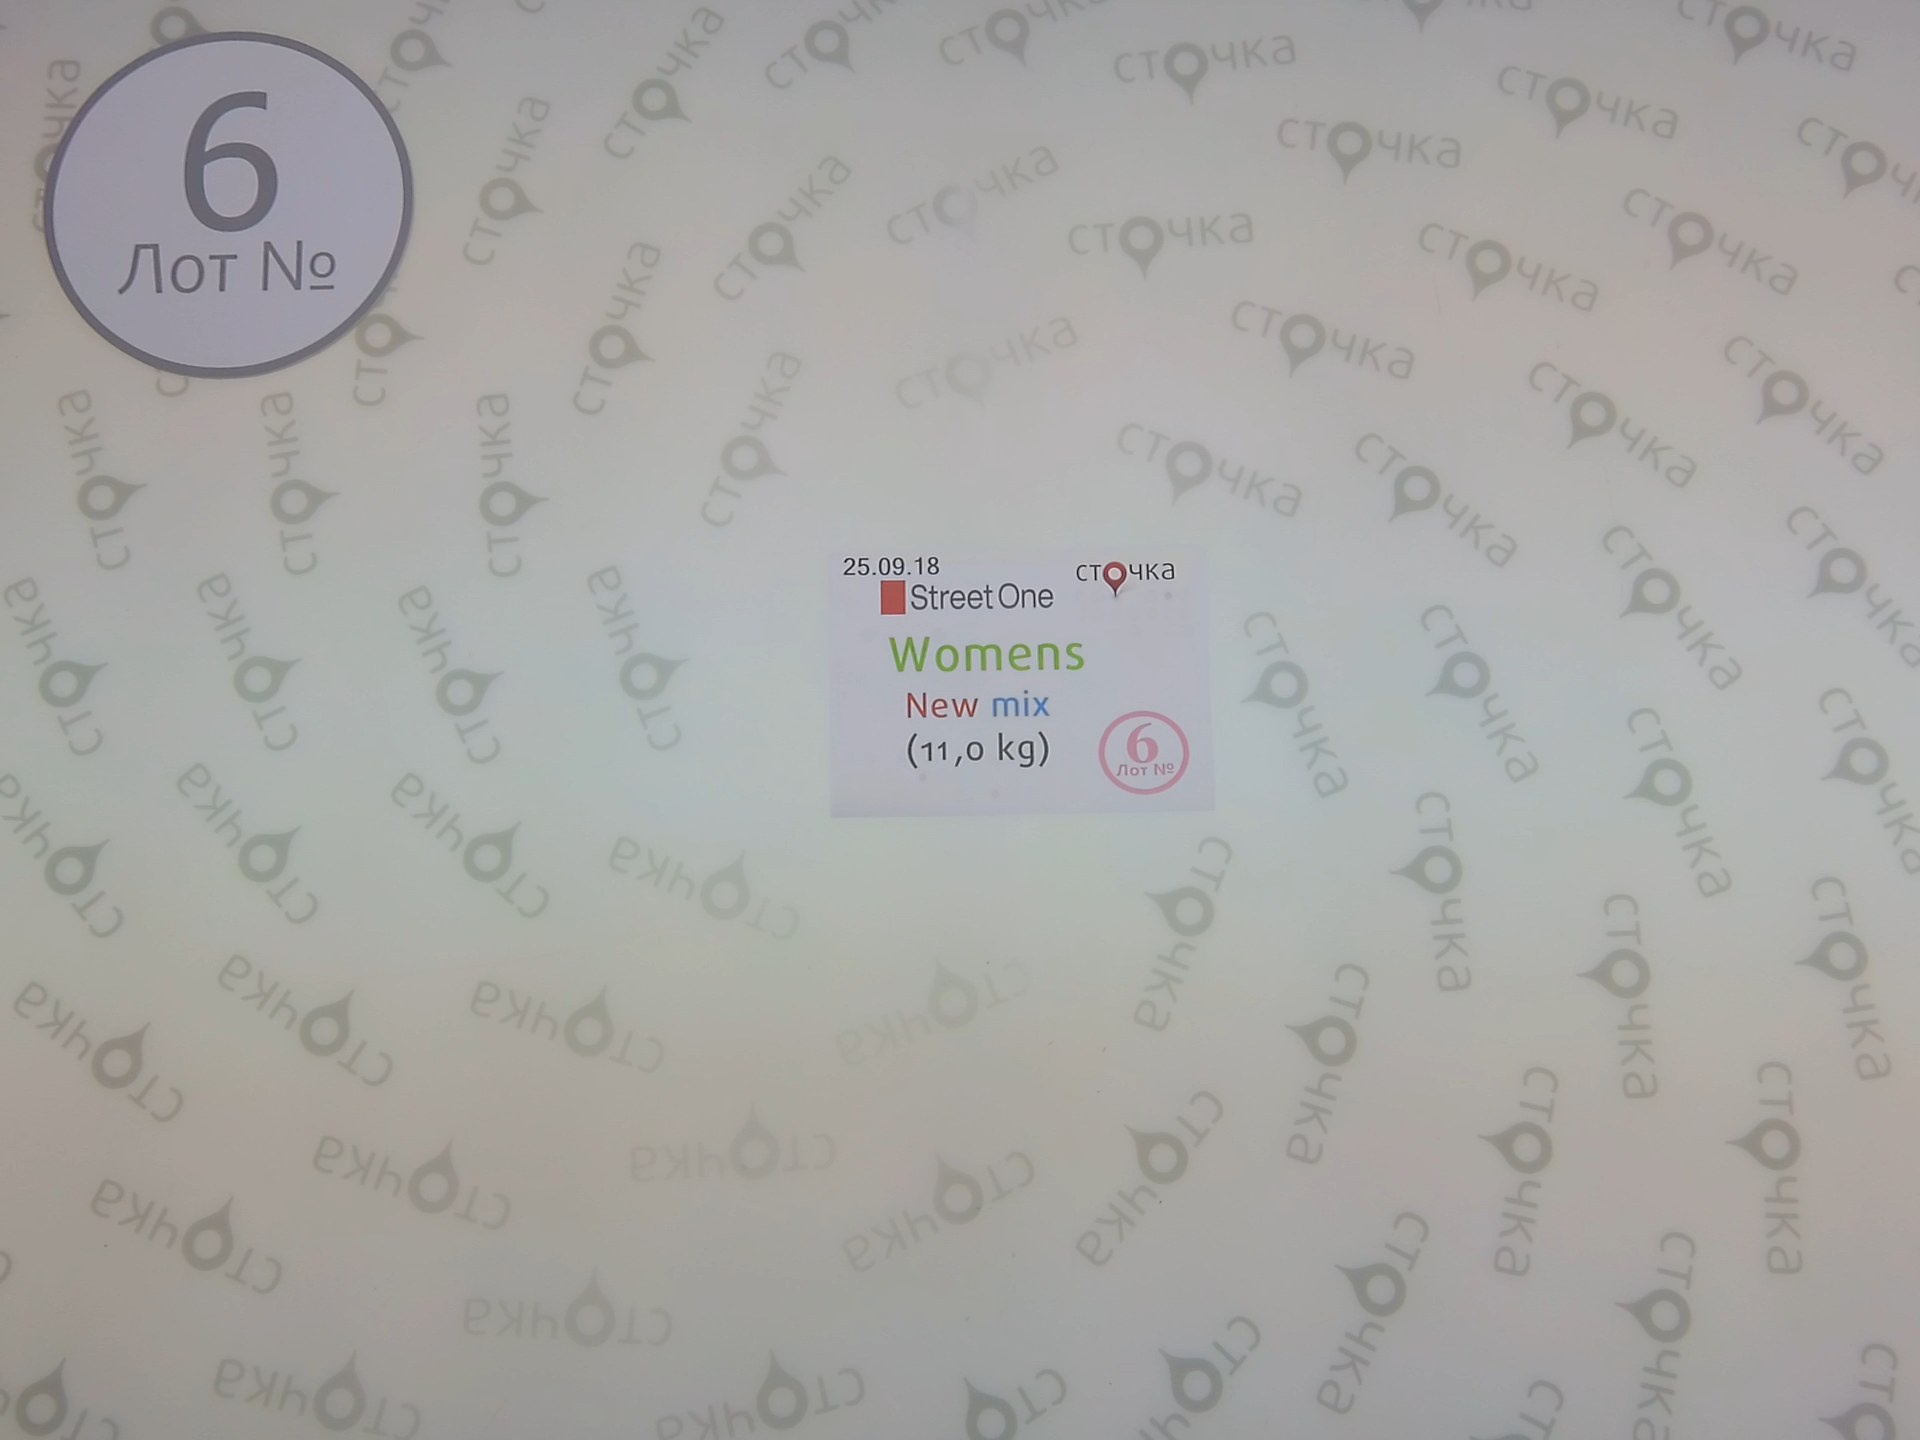 6
Лот №
25.09.18
сточка
Street One
Womens
New mix
(11,0 kg)
6
Лот №